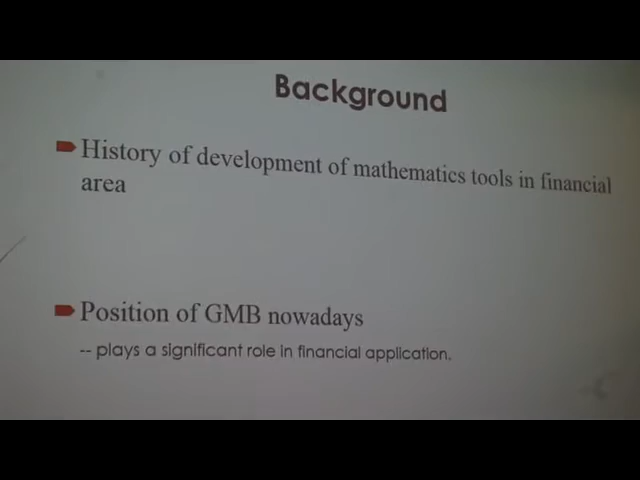 Background
History of development of mathematics tools in financial
area
Position of GMB nowadays
-- plays a significant role in financial application.